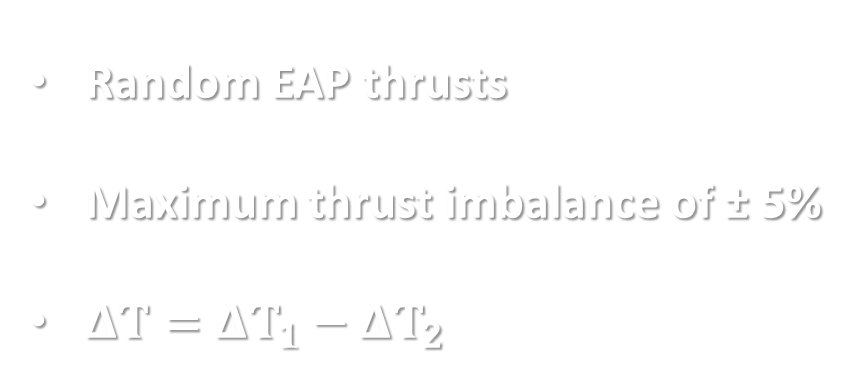 • Random EAP thrusts
• Maximum thrust imbalance of ± 5%
• ΔT = ΔT₁ − ΔT₂